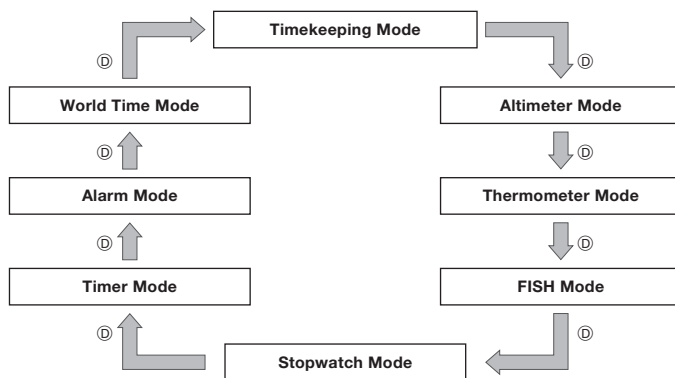 Timekeeping Mode
Ⓓ Ⓓ
World Time Mode Altimeter Mode
Ⓓ Ⓓ
Alarm Mode Thermometer Mode
Ⓓ Ⓓ
Timer Mode FISH Mode
Ⓓ Ⓓ
Stopwatch Mode